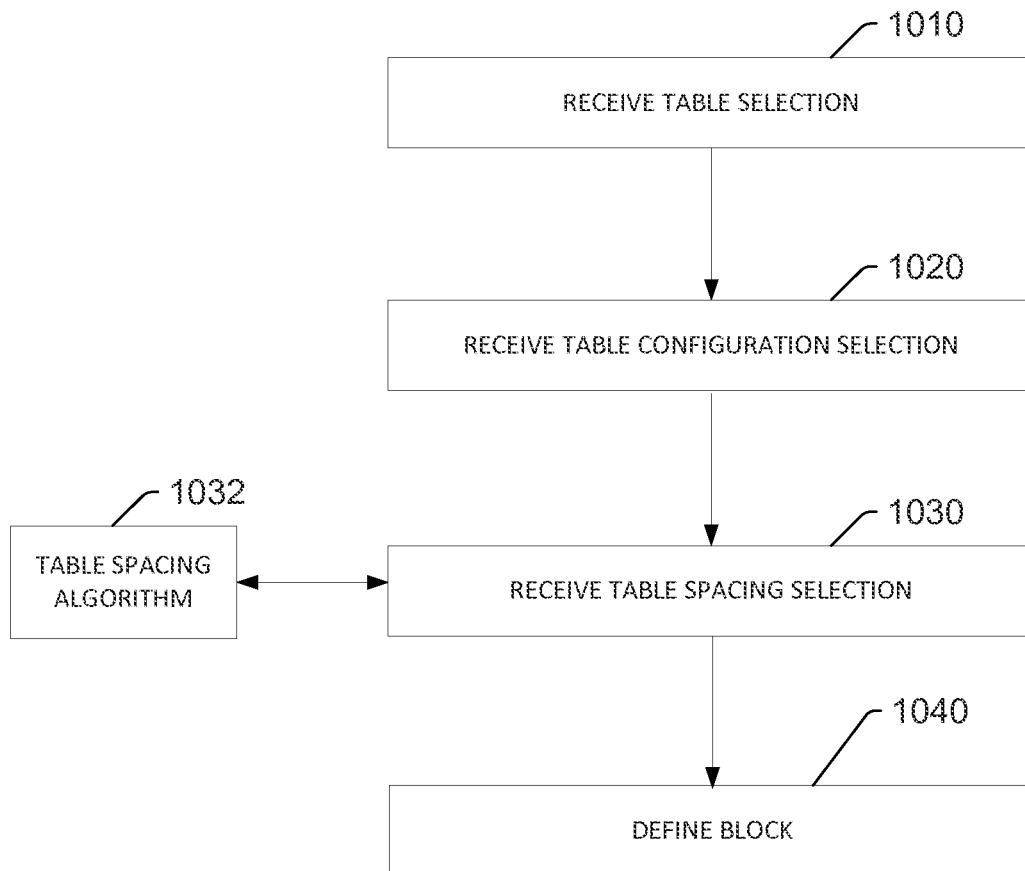 1010
RECEIVE TABLE SELECTION
1020
RECEIVE TABLE CONFIGURATION SELECTION
1032
TABLE SPACING
ALGORITHM
1030
RECEIVE TABLE SPACING SELECTION
1040
DEFINE BLOCK